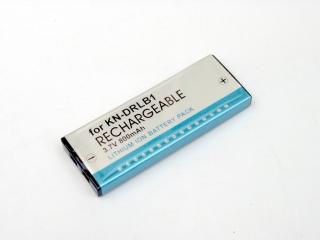 for KN-DRLB1
RECHARGEABLE
3.7V 800mAH
LITHIUM ION BATTERY PACK
- +